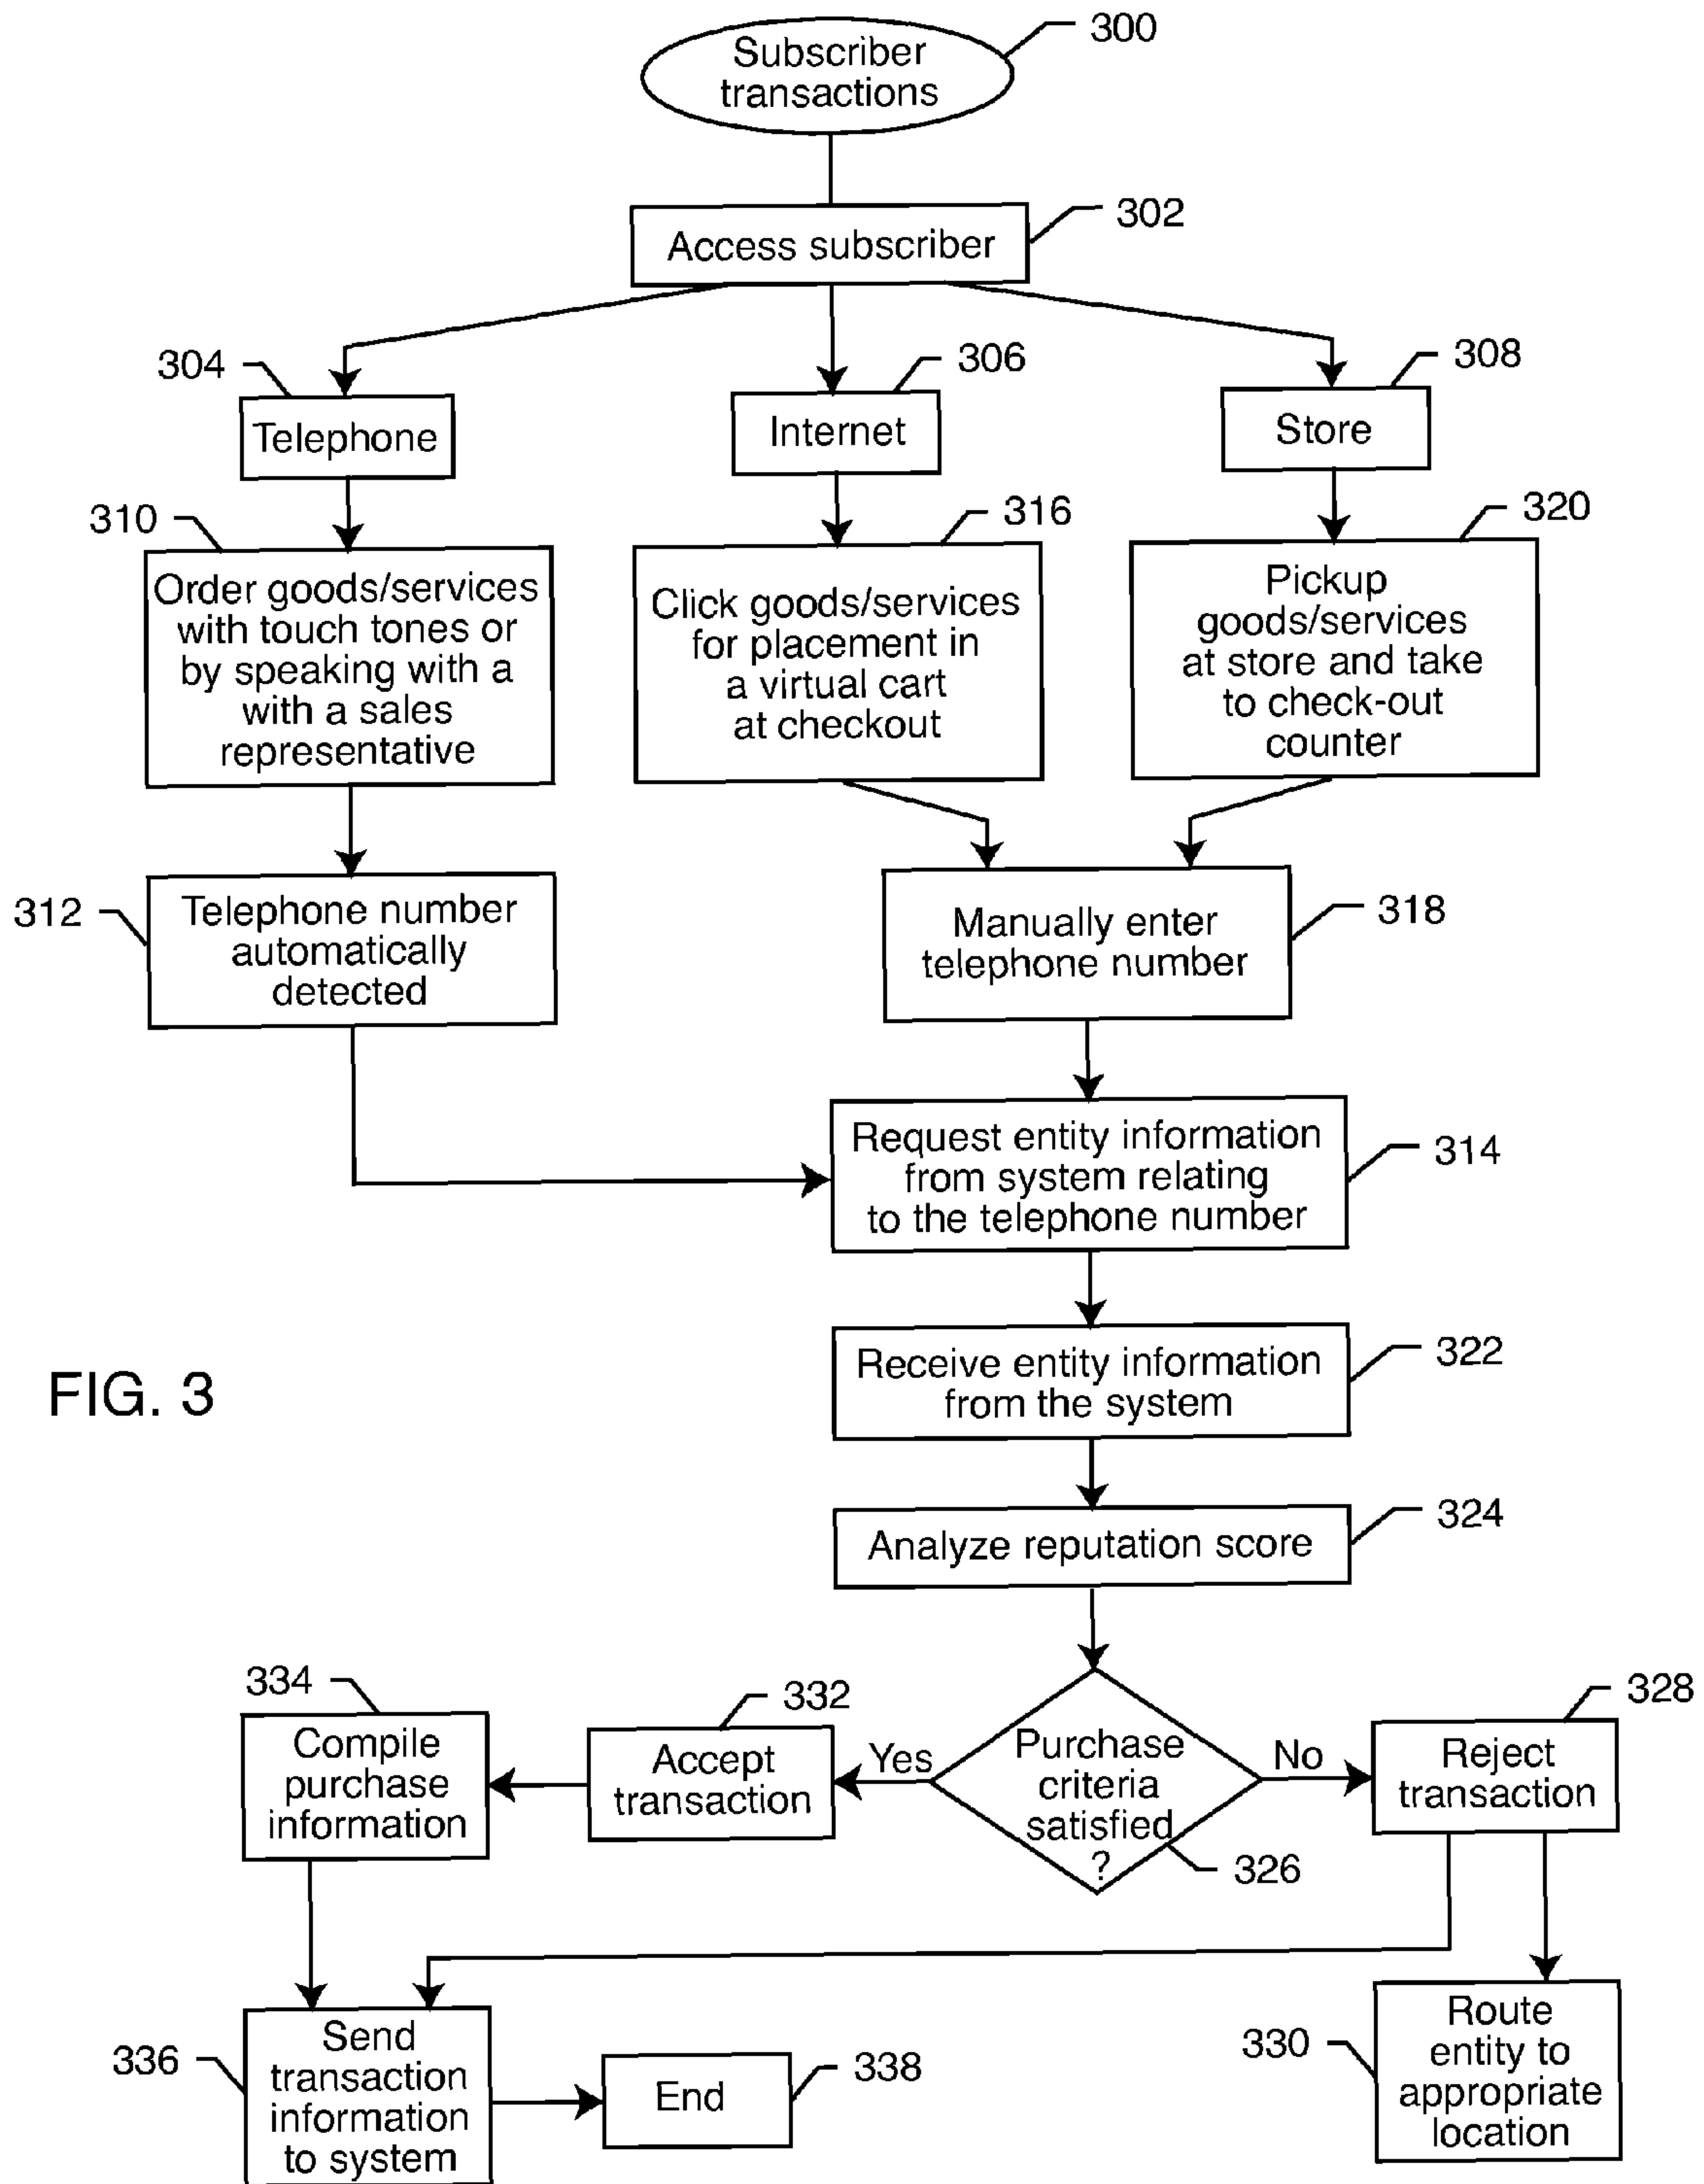 300
Subscriber
transactions
302
Access subscriber
304
306
308
Telephone
Internet
Store
310
316
320
Order goods/services
with touch tones or
by speaking with a
with a sales
representative
Click goods/services
for placement in
a virtual cart
at checkout
Pickup
goods/services
at store and take
to check-out
counter
312
Telephone number
automatically
detected
318
Manually enter
telephone number
314
Request entity information
from system relating
to the telephone number
322
Receive entity information
from the system
FIG. 3
324
Analyze reputation score
334
332
328
Compile
purchase
information
Accept
transaction
Yes
Purchase
criteria
satisfied
?
No
Reject
transaction
326
336
Send
transaction
information
to system
End
338
330
Route
entity to
appropriate
location